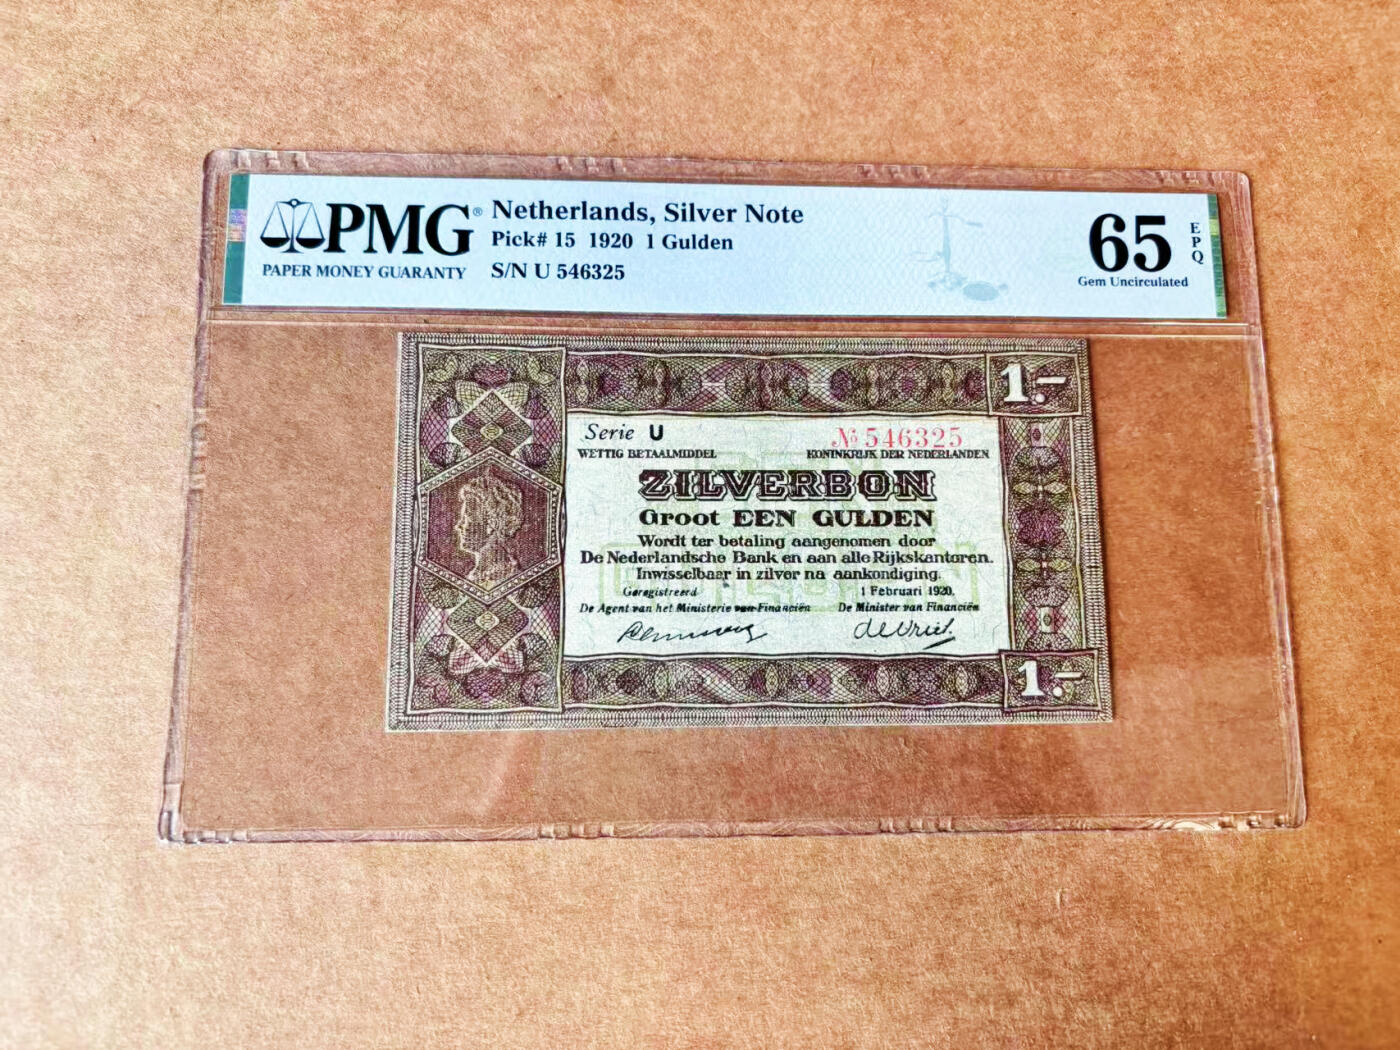 PMG®
PAPER MONEY GUARANTY
Netherlands, Silver Note
Pick# 15 1920 1 Gulden
S/N U 546325
65
EPQ
Gem Uncirculated
1.-
Serie U
№ 546325
WETTIG BETAALMIDDEL
KONINKRIJK DER NEDERLANDEN
ZILVERBON
Groot EEN GULDEN
Wordt ter betaling aangenomen door
De Nederlandsche Bank en aan alle Rijkskantoren.
Inwisselbaar in zilver na aankondiging.
Geregistreerd
1 Februari 1920.
De Agent van het Ministerie van Financiën
De Minister van Financiën
de Vries.
1.-